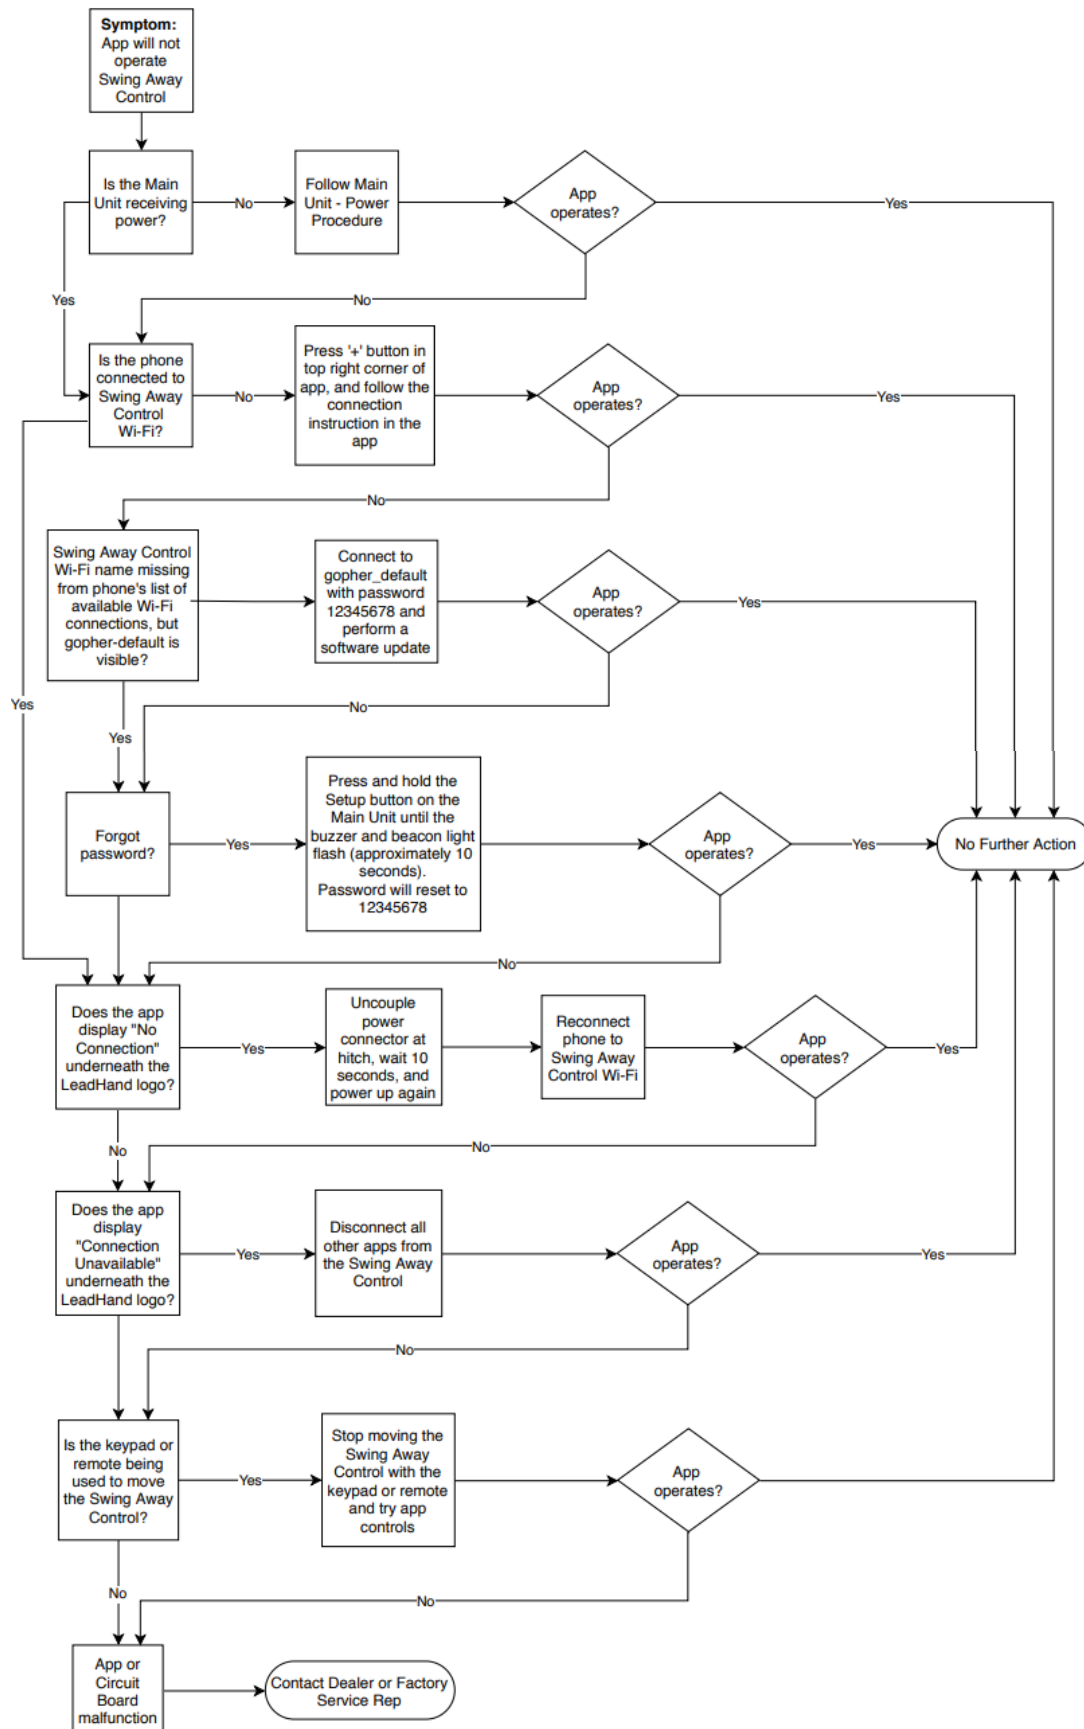 Symptom:
App will not
operate
Swing Away
Control
Is the Main
Unit receiving
power?
No
Follow Main
Unit - Power
Procedure
App
operates?
Yes
Yes
No
Is the phone
connected to
Swing Away
Control
Wi-Fi?
No
Press '+' button in
top right corner of
app, and follow the
connection
instruction in the
app
App
operates?
Yes
No
Swing Away Control
Wi-Fi name missing
from phone's list of
available Wi-Fi
connections, but
gopher-default is
visible?
Connect to
gopher_default
with password
12345678 and
perform a
software update
App
operates?
Yes
Yes
No
Yes
Forgot
password?
Yes
Press and hold the
Setup button on the
Main Unit until the
buzzer and beacon light
flash (approximately 10
seconds).
Password will reset to
12345678
App
operates?
Yes
No Further Action
No
Does the app
display "No
Connection"
underneath the
LeadHand logo?
Yes
Uncouple
power
connector at
hitch, wait 10
seconds, and
power up again
Reconnect
phone to
Swing Away
Control Wi-Fi
App
operates?
Yes
No
No
Does the app
display
"Connection
Unavailable"
underneath the
LeadHand logo?
Yes
Disconnect all
other apps from
the Swing Away
Control
App
operates?
Yes
No
Is the keypad or
remote being
used to move
the Swing Away
Control?
Yes
Stop moving the
Swing Away
Control with the
keypad or remote
and try app
controls
App
operates?
Yes
No
No
App or
Circuit
Board
malfunction
Contact Dealer or Factory
Service Rep